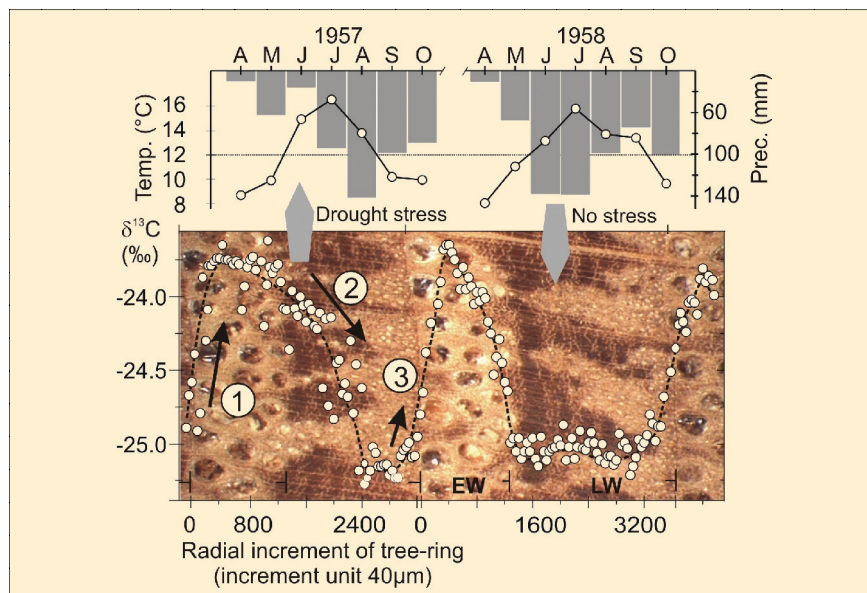 1957 1958
A M J J A S O A M J J A S O
Temp. (°C) 16 14 12 10 8
60 100 140 Prec. (mm)
Drought stress No stress
δ¹³C
(‰)
-24.0
-24.5
-25.0
1 2 3
EW LW
0 800 2400 0 1600 3200
Radial increment of tree-ring
(increment unit 40µm)